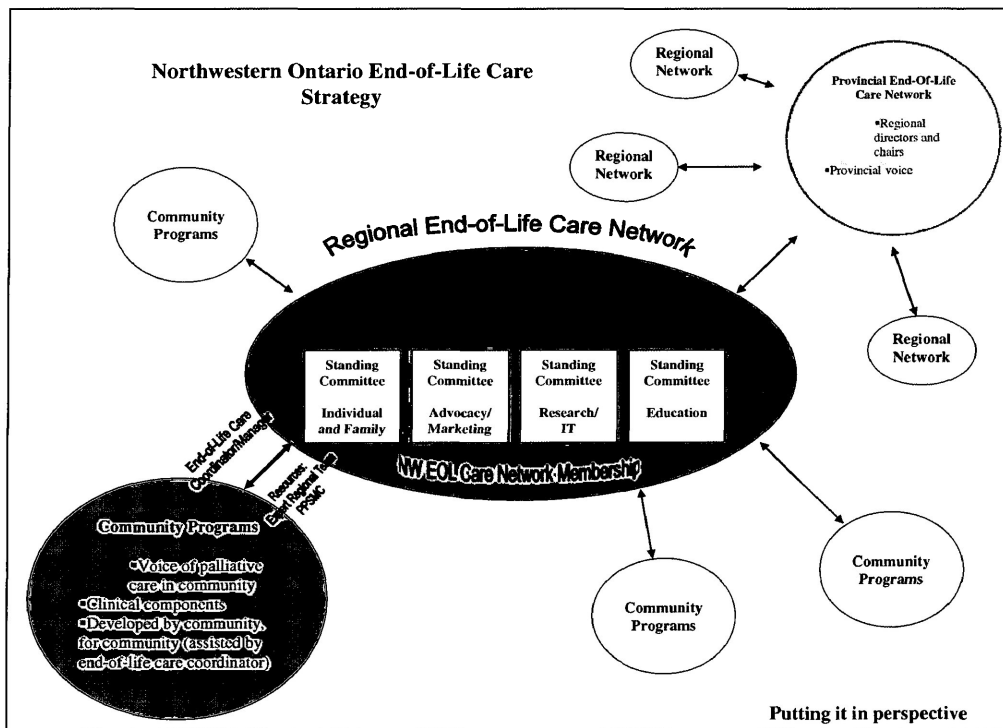 Northwestern Ontario End-of-Life Care
Strategy
Regional
Network
Regional
Network
Provincial End-Of-Life
Care Network
▪Regional
directors and
chairs
▪Provincial voice
Regional
Network
Community
Programs
Regional End-of-Life Care Network
Standing
Committee
Individual
and Family
Standing
Committee
Advocacy/
Marketing
Standing
Committee
Research/
IT
Standing
Committee
Education
NW EOL Care Network Membership
End-of-Life Care
Coordinator/Manager
Resources:
Expert Regional Team
PPSMC
Community Programs
▪Voice of palliative
care in community
▪Clinical components
▪Developed by community,
for community (assisted by
end-of-life care coordinator)
Community
Programs
Community
Programs
Putting it in perspective